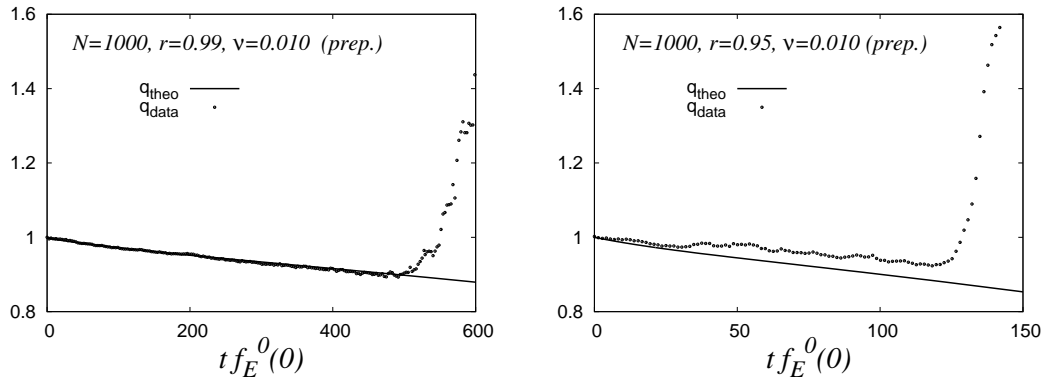 1.6
N=1000, r=0.99, ν=0.010 (prep.)
1.4
q_theo
q_data
1.2
1
0.8
0 200 400 600
t f_E^0(0)
1.6
N=1000, r=0.95, ν=0.010 (prep.)
1.4
q_theo
q_data
1.2
1
0.8
0 50 100 150
t f_E^0(0)